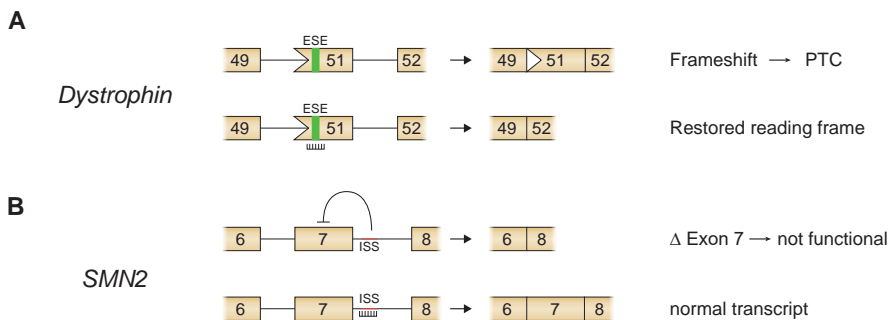 A
ESE
49 51 52 → 49 51 52 Frameshift → PTC
Dystrophin
ESE
49 51 52 → 49 52 Restored reading frame
B
6 7 8 → 6 8 Δ Exon 7 → not functional
ISS
SMN2
ISS
6 7 8 → 6 7 8 normal transcript